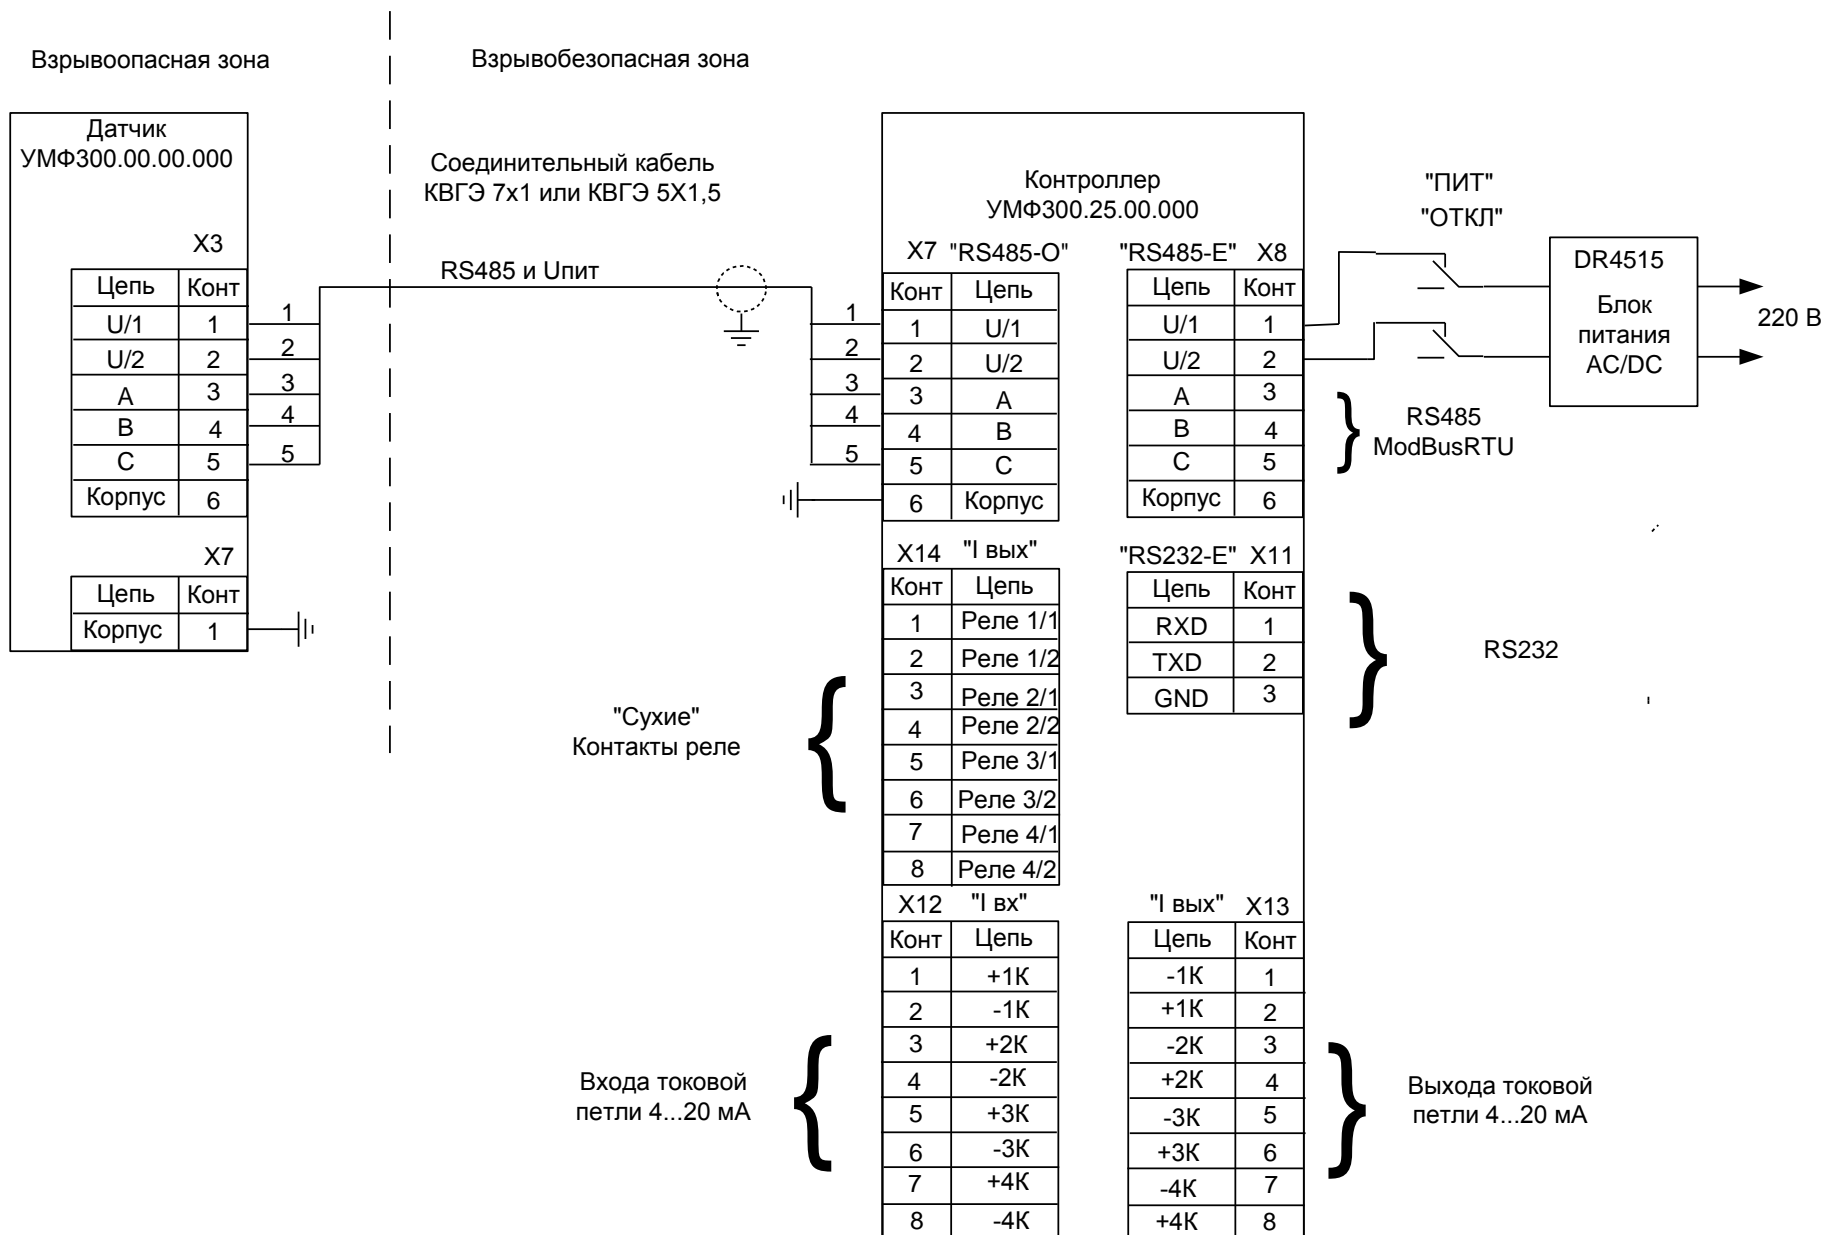 Взрывоопасная зона
Взрывобезопасная зона
Датчик
УМФ300.00.00.000
X3
Цепь Конт
U/1 1
U/2 2
A 3
B 4
C 5
Корпус 6
X7
Цепь Конт
Корпус 1
1
2
3
4
5
Соединительный кабель
КВГЭ 7х1 или КВГЭ 5Х1,5
RS485 и Uпит
1
2
3
4
5
Контроллер
УМФ300.25.00.000
X7 "RS485-O"
Конт Цепь
1 U/1
2 U/2
3 A
4 B
5 C
6 Корпус
"RS485-E" X8
Цепь Конт
U/1 1
U/2 2
A 3
B 4
C 5
Корпус 6
"ПИТ"
"ОТКЛ"
DR4515
Блок
питания
AC/DC
220 В
RS485
ModBusRTU
X14 "I вых"
Конт Цепь
1 Реле 1/1
2 Реле 1/2
3 Реле 2/1
4 Реле 2/2
5 Реле 3/1
6 Реле 3/2
7 Реле 4/1
8 Реле 4/2
"Сухие"
Контакты реле
"RS232-E" X11
Цепь Конт
RXD 1
TXD 2
GND 3
RS232
X12 "I вх"
Конт Цепь
1 +1К
2 -1К
3 +2К
4 -2К
5 +3К
6 -3К
7 +4К
8 -4К
Входа токовой
петли 4...20 мА
"I вых" X13
Цепь Конт
-1К 1
+1К 2
-2К 3
+2К 4
-3К 5
+3К 6
-4К 7
+4К 8
Выхода токовой
петли 4...20 мА